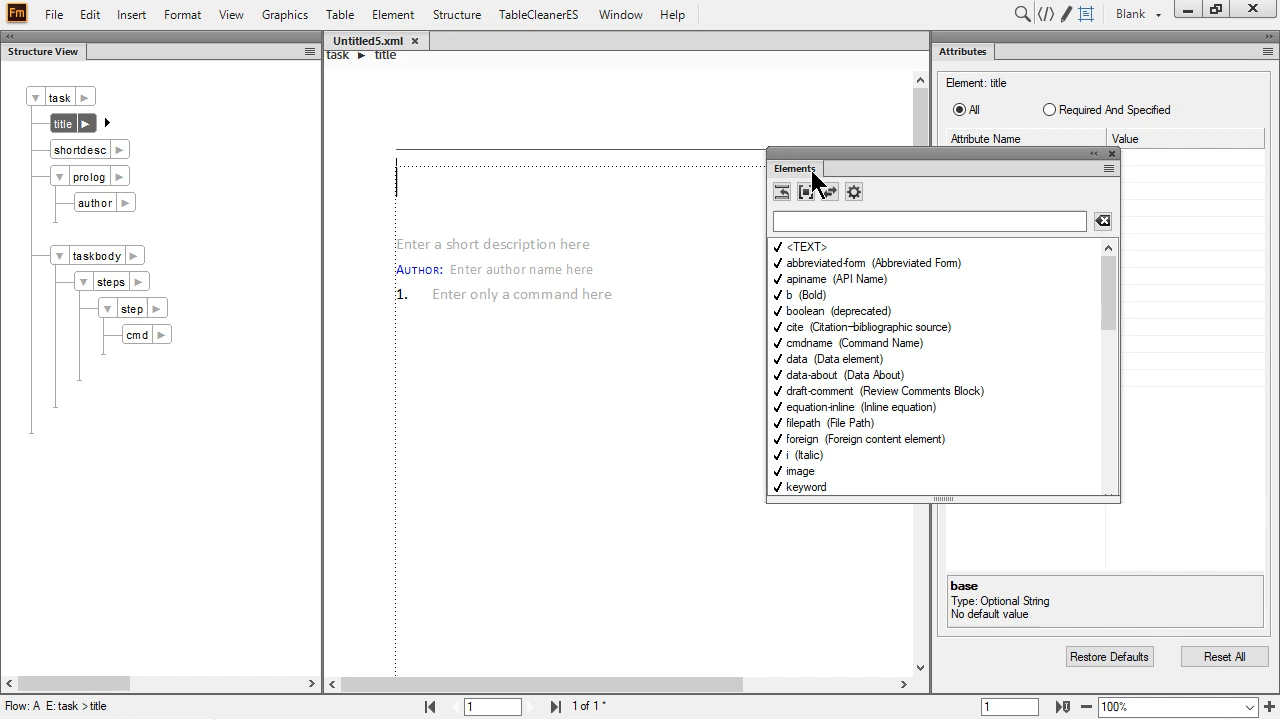 Fm File Edit Insert Format View Graphics Table Element Structure TableCleanerES Window Help Blank
Structure View
Untitled5.xml
Attributes
task title
Element: title
All Required And Specified
Attribute Name Value
task
title
shortdesc
prolog
author
taskbody
steps
step
cmd
Enter a short description here
AUTHOR: Enter author name here
1. Enter only a command here
Elements
<TEXT>
abbreviated-form (Abbreviated Form)
apiname (API Name)
b (Bold)
boolean (deprecated)
cite (Citation-bibliographic source)
cmdname (Command Name)
data (Data element)
data-about (Data About)
draft-comment (Review Comments Block)
equation-inline (Inline equation)
filepath (File Path)
foreign (Foreign content element)
i (Italic)
image
keyword
base
Type: Optional String
No default value
Restore Defaults Reset All
Flow: A E: task > title 1 1 of 1 * 1 100%